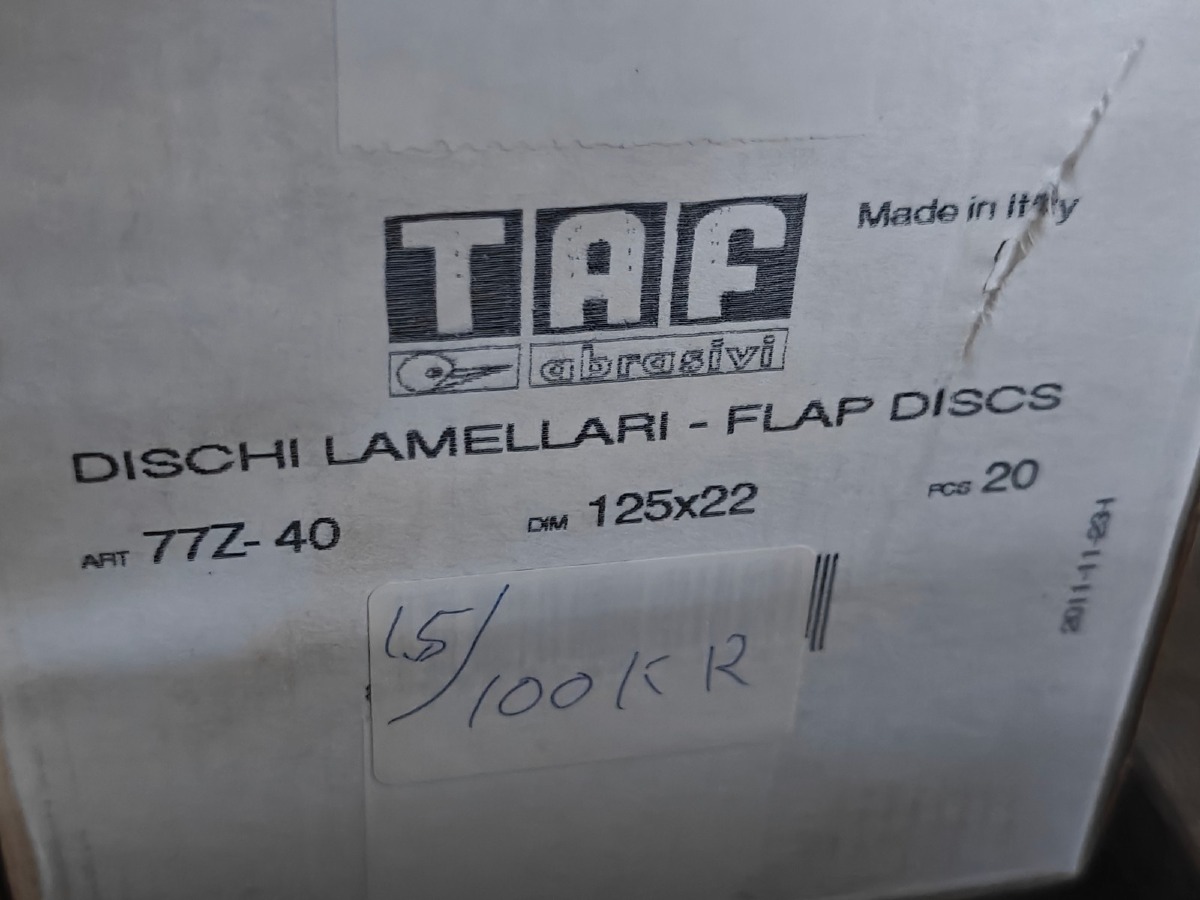 TAF
Made in Italy
abrasivi
DISCHI LAMELLARI - FLAP DISCS
ART 77Z-40
DIM 125x22
PCS 20
2011-11-23-1
15/100KR